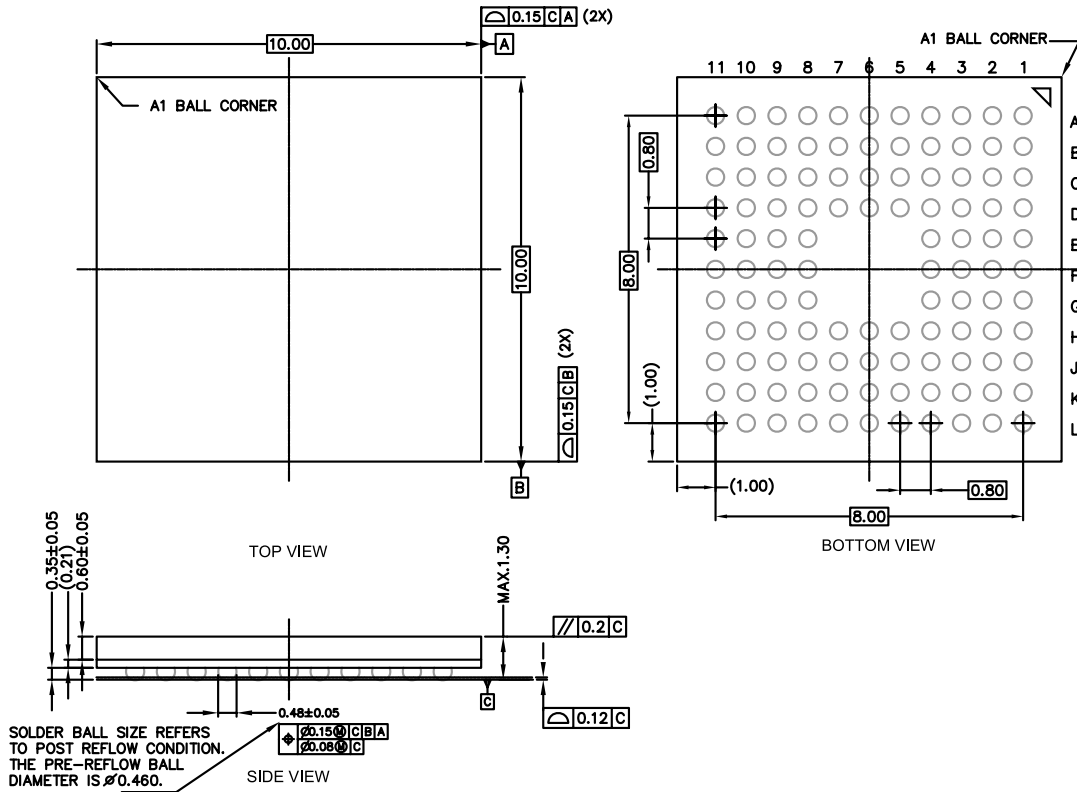 0.15 C A (2X)
10.00
A
A1 BALL CORNER
10.00
0.15 C B (2X)
B
TOP VIEW
A1 BALL CORNER
11 10 9 8 7 6 5 4 3 2 1
A
B
C
D
E
F
G
H
J
K
L
0.80
8.00
(1.00)
(1.00)
0.80
8.00
BOTTOM VIEW
0.35±0.05
(0.21)
0.60±0.05
MAX.1.30
// 0.2 C
C
0.12 C
0.48±0.05
⌖ Ø0.15Ⓜ C B A
Ø0.08Ⓜ C
SOLDER BALL SIZE REFERS
TO POST REFLOW CONDITION.
THE PRE-REFLOW BALL
DIAMETER IS Ø0.460.
SIDE VIEW